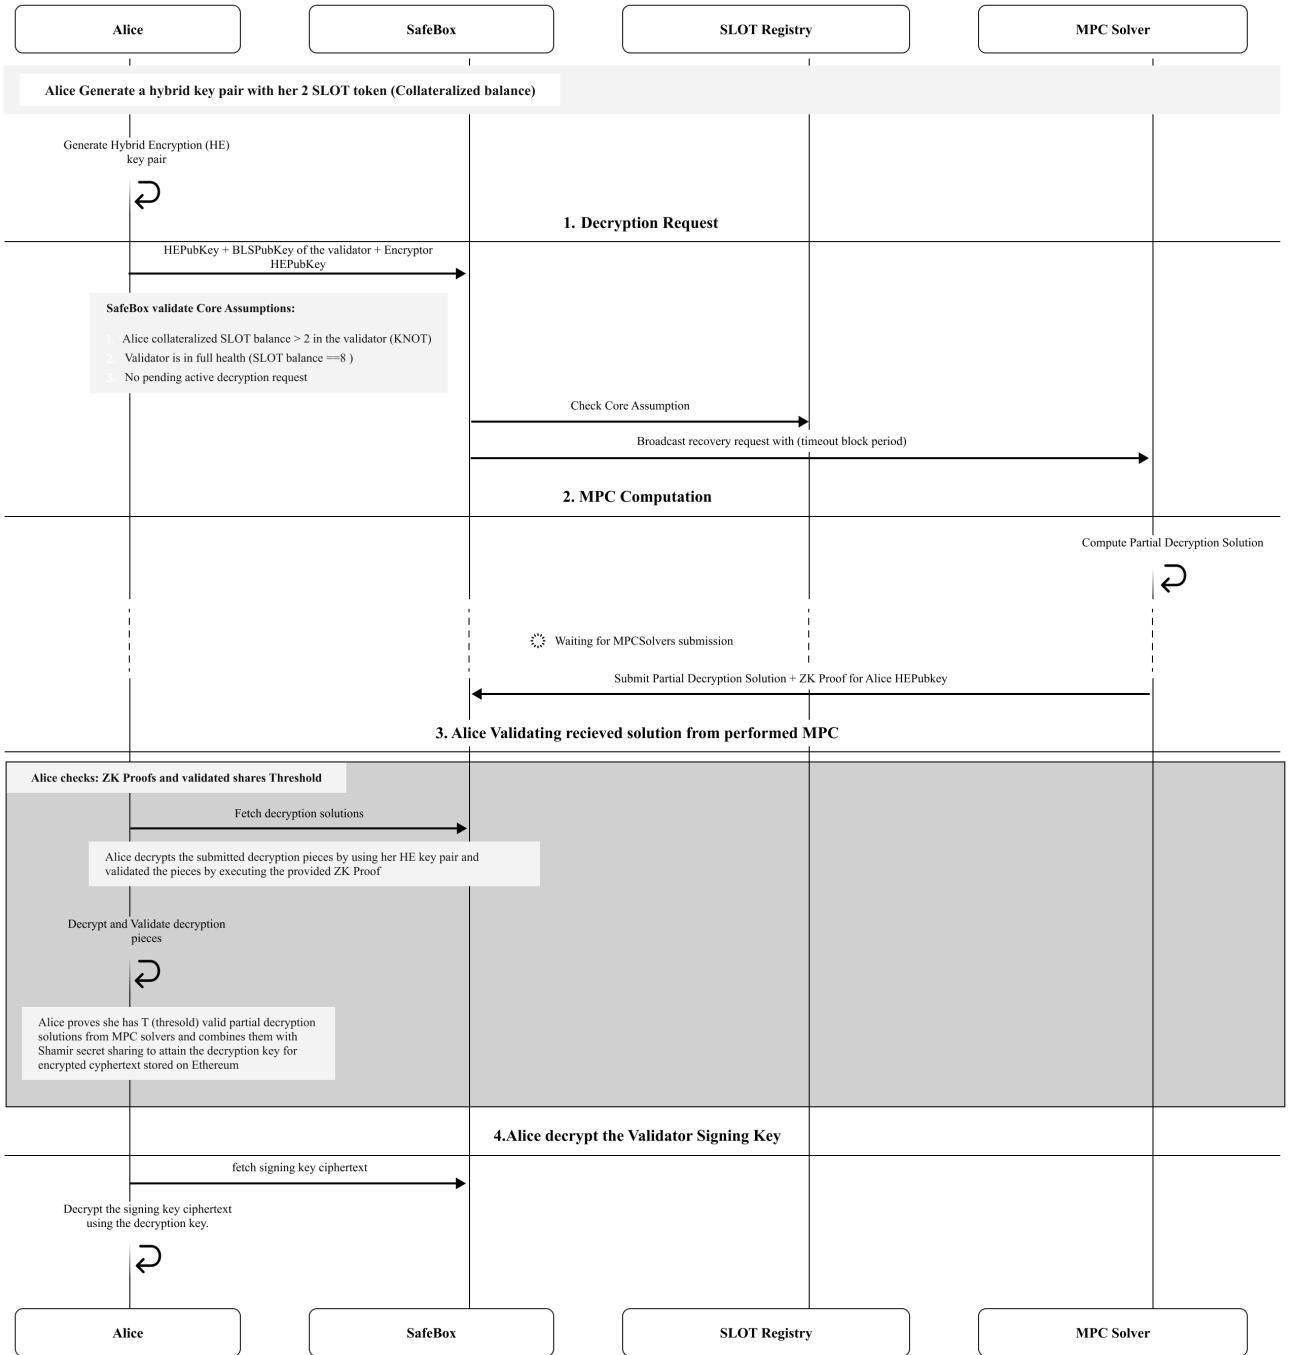 Alice
SafeBox
SLOT Registry
MPC Solver
Alice Generate a hybrid key pair with her 2 SLOT token (Collateralized balance)
Generate Hybrid Encryption (HE)
key pair
1. Decryption Request
HEPubKey + BLSPubKey of the validator + Encryptor
HEPubKey
SafeBox validate Core Assumptions:
1. Alice collateralized SLOT balance > 2 in the validator (KNOT)
2. Validator is in full health (SLOT balance ==8 )
3. No pending active decryption request
Check Core Assumption
Broadcast recovery request with (timeout block period)
2. MPC Computation
Compute Partial Decryption Solution
Waiting for MPCSolvers submission
Submit Partial Decryption Solution + ZK Proof for Alice HEPubkey
3. Alice Validating recieved solution from performed MPC
Alice checks: ZK Proofs and validated shares Threshold
Fetch decryption solutions
Alice decrypts the submitted decryption pieces by using her HE key pair and
validated the pieces by executing the provided ZK Proof
Decrypt and Validate decryption
pieces
Alice proves she has T (thresold) valid partial decryption
solutions from MPC solvers and combines them with
Shamir secret sharing to attain the decryption key for
encrypted cyphertext stored on Ethereum
4.Alice decrypt the Validator Signing Key
fetch signing key ciphertext
Decrypt the signing key ciphertext
using the decryption key.
Alice
SafeBox
SLOT Registry
MPC Solver